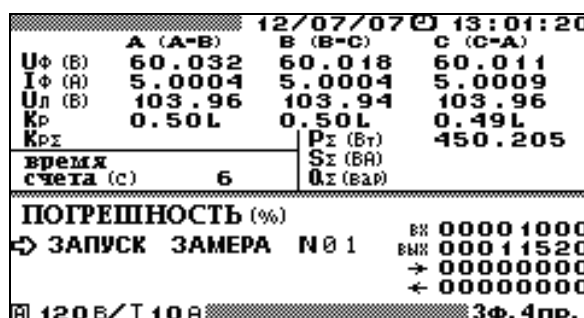 12/07/07 13:01:20
A (A-B) B (B-C) C (C-A)
Uф (В) 60.032 60.018 60.011
Iф (А) 5.0004 5.0004 5.0009
Uл (В) 103.96 103.94 103.96
Kр 0.50L 0.50L 0.49L
KрΣ PΣ (Вт) 450.205
время SΣ (ВА)
счета (с) 6 QΣ (вар)
ПОГРЕШНОСТЬ (%)
вх 00001000
➪ ЗАПУСК ЗАМЕРА N01 вых 00011520
→ 00000000
← 00000000
A 120В/I 10А 3ф.4пр.